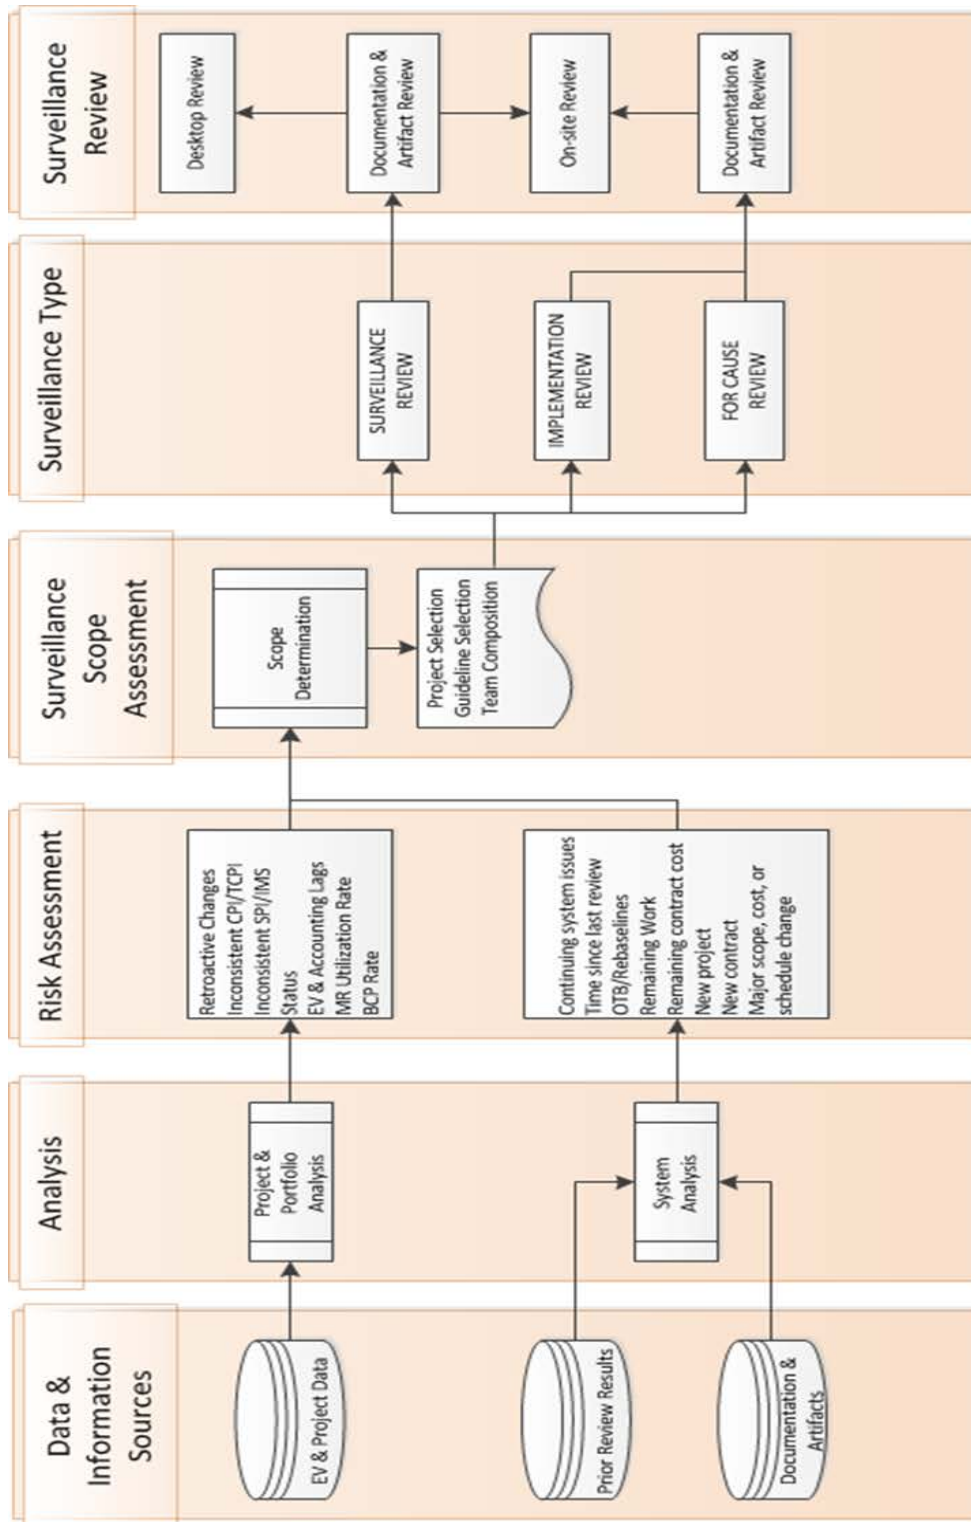 Data &
Information
Sources
EV & Project Data
Prior Review Results
Documentation &
Artifacts
Analysis
Project &
Portfolio
Analysis
System
Analysis
Risk Assessment
Retroactive Changes
Inconsistent CPI/TCPI
Inconsistent SPI/IMS
Status
EV & Accounting Lags
MR Utilization Rate
BCP Rate
Continuing system issues
Time since last review
OTB/Rebaselines
Remaining Work
Remaining contract cost
New project
New contract
Major scope, cost, or
schedule change
Surveillance
Scope
Assessment
Scope
Determination
Project Selection
Guideline Selection
Team Composition
Surveillance Type
SURVEILLANCE
REVIEW
IMPLEMENTATION
REVIEW
FOR CAUSE
REVIEW
Surveillance
Review
Desktop Review
Documentation &
Artifact Review
On-site Review
Documentation &
Artifact Review